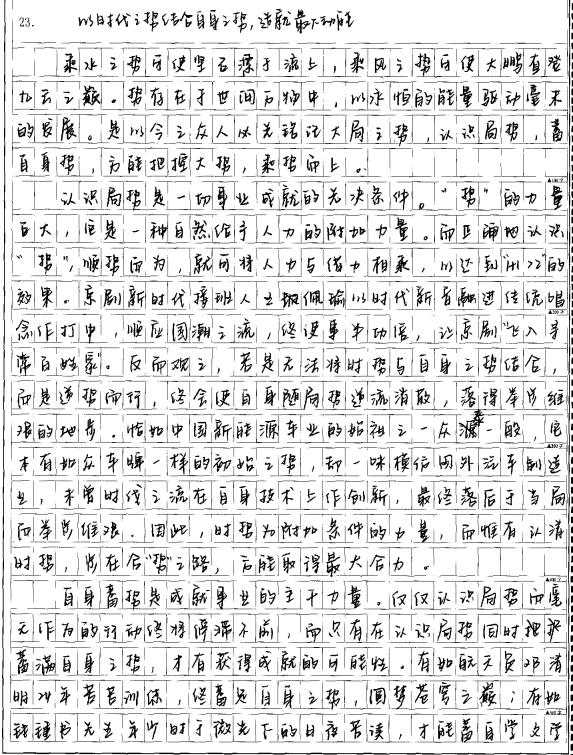 23. 以时代之势结合自身之势,造就最大动能
乘水之势可使坚石漂于流上,乘风之势可使大鹏直登
九云之巅。势存在于世间万物中,以永恒的能量驱动毫末
的发展。是以今之众人必先铭记大局之势,认识局势,蓄
自身势,方能把握大势,乘势而上。
认识局势是一切事业成就的先决条件。“势”的力量
巨大,但是一种自然给予人力的附加力量。而正确地认识
“势”,顺势而为,就可将人力与借力相乘,以达到“1+1>2”的
效果。京剧新时代接班人王珮瑜以时代新音融进传统唱
念作打中,顺应国潮之流,终使事半功倍,让京剧“飞入寻
常百姓家”。反而观之,若是无法将时势与自身之势结合,
而是逆势而行,终会使自身随局势逆流消散,落得举步维
艰的地步。恰如中国新能源车业的始祖之一众泰一般,它
本有如众车曦一样的初始之势,却一味模仿国外汽车制造
业,未曾时代之流在自身技术上作创新,最终落后于当局
而举步维艰。因此,时势为附加条件的力量,而惟有认清
时势,步在合“势”之路,方能取得最大合力。
自身蓄势是成就事业的主干力量。仅仅认识局势而毫
无作为的行动终将停滞不前,而只有在认识局势同时把握
蓄满自身之势,才有获得成就的可能性。有如航天员邓清
明24年苦苦训练,终蓄足自身之势,圆梦苍穹之巅;有如
钱锺书先生年少时于微光下的日夜苦读,才能蓄自学文学